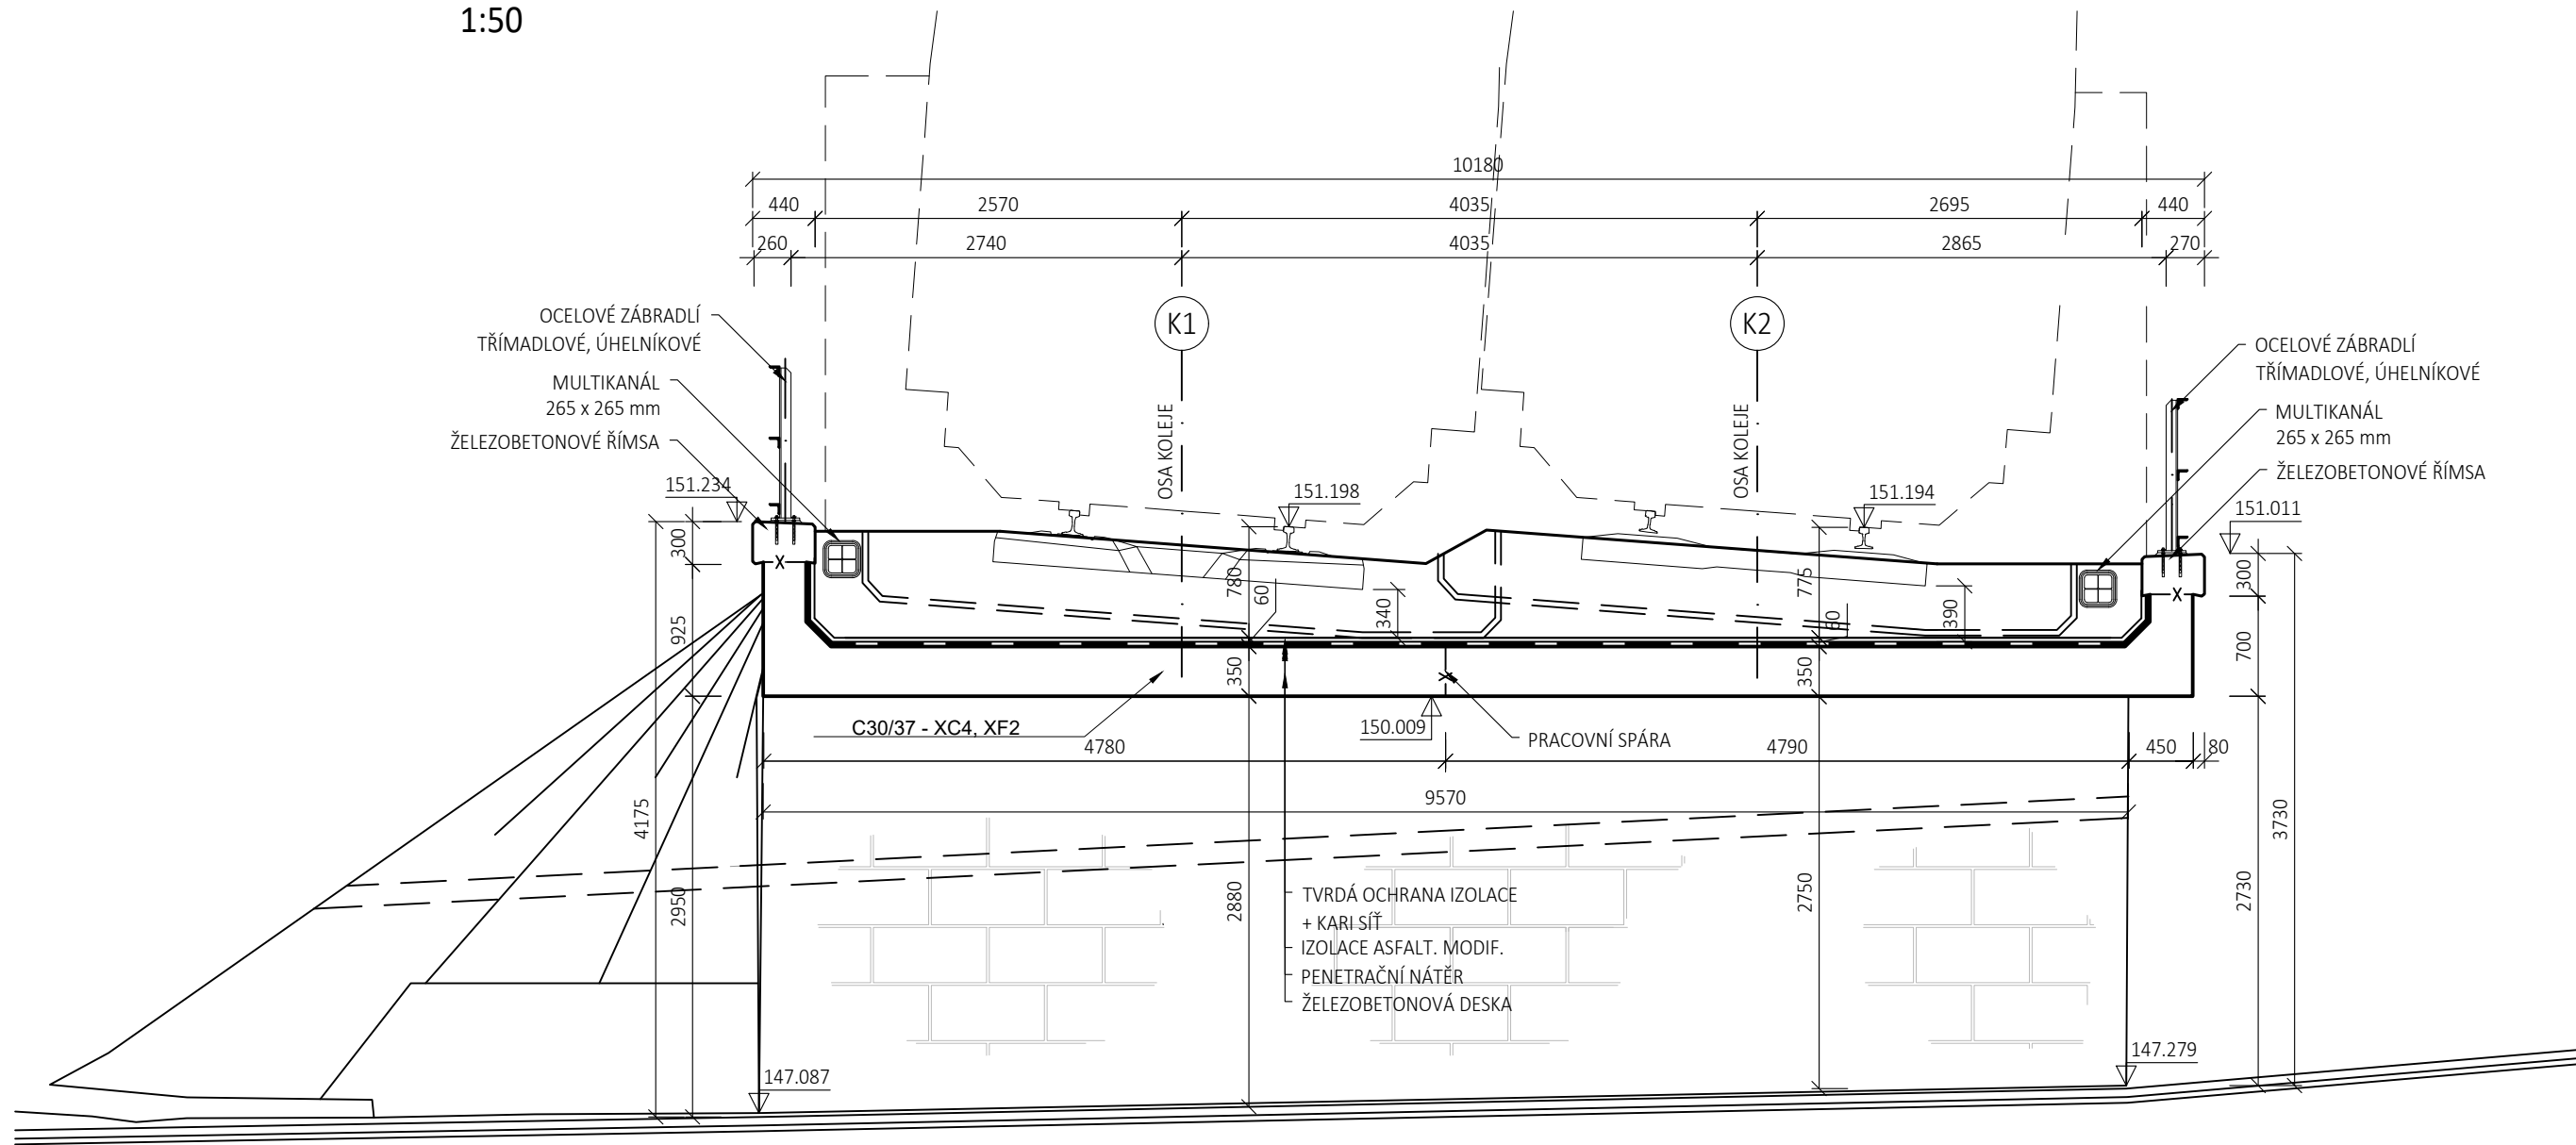 1:50
10180
440
2570
4035
2695
440
260
2740
4035
2865
270
K1
K2
OCELOVÉ ZÁBRADLÍ
TŘÍMADLOVÉ, ÚHELNÍKOVÉ
MULTIKANÁL
265 x 265 mm
ŽELEZOBETONOVÉ ŘÍMSA
OCELOVÉ ZÁBRADLÍ
TŘÍMADLOVÉ, ÚHELNÍKOVÉ
MULTIKANÁL
265 x 265 mm
ŽELEZOBETONOVÉ ŘÍMSA
OSA KOLEJE
OSA KOLEJE
151.234
151.198
151.194
151.011
300
925
780
60
340
775
60
390
300
700
350
350
C30/37 - XC4, XF2
150.009
PRACOVNÍ SPÁRA
4780
4790
450
80
9570
4175
2950
2880
2750
2730
3730
TVRDÁ OCHRANA IZOLACE
+ KARI SÍŤ
IZOLACE ASFALT. MODIF.
PENETRAČNÍ NÁTĚR
ŽELEZOBETONOVÁ DESKA
147.087
147.279